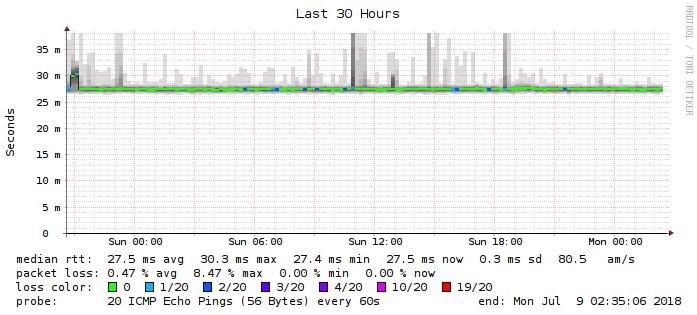 Last 30 Hours
RRDTOOL / TOBI OETIKER
Seconds
35 m
30 m
25 m
20 m
15 m
10 m
5 m
0
Sun 00:00 Sun 06:00 Sun 12:00 Sun 18:00 Mon 00:00
median rtt: 27.5 ms avg 30.3 ms max 27.4 ms min 27.5 ms now 0.3 ms sd 80.5 am/s
packet loss: 0.47 % avg 8.47 % max 0.00 % min 0.00 % now
loss color: 0 1/20 2/20 3/20 4/20 10/20 19/20
probe: 20 ICMP Echo Pings (56 Bytes) every 60s end: Mon Jul 9 02:35:06 2018